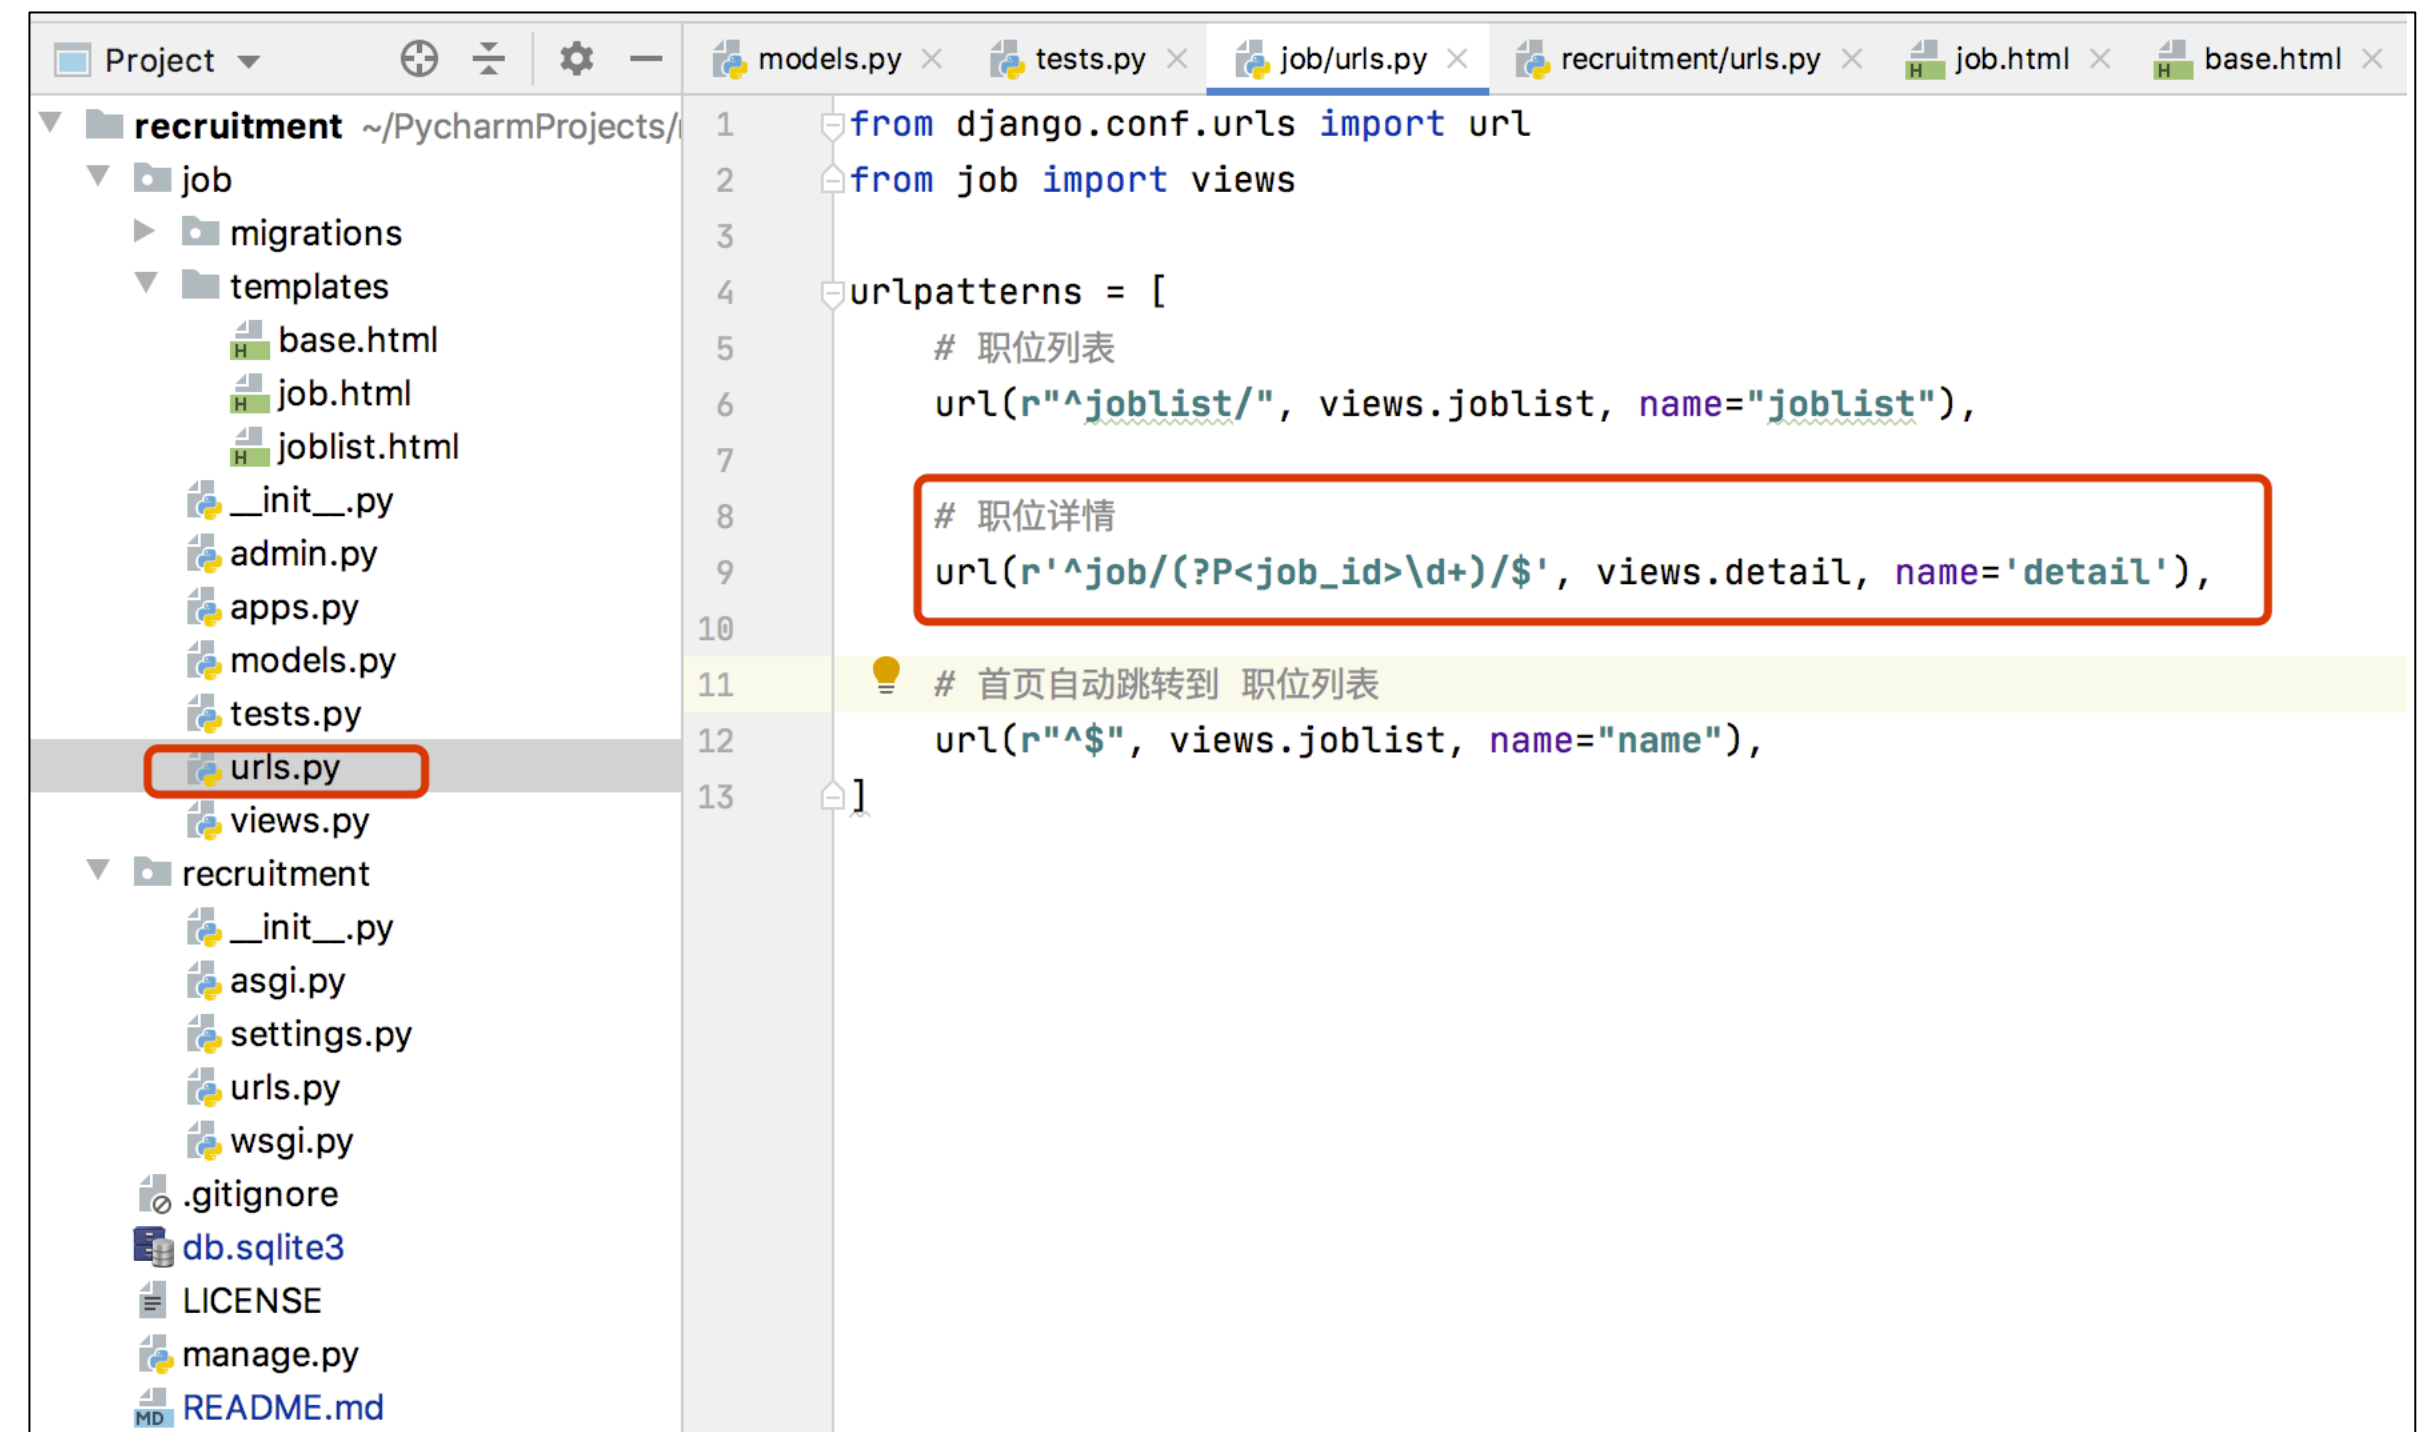 Project
models.py
tests.py
job/urls.py
recruitment/urls.py
job.html
base.html
recruitment ~/PycharmProjects/
job
migrations
templates
base.html
job.html
joblist.html
__init__.py
admin.py
apps.py
models.py
tests.py
urls.py
views.py
recruitment
__init__.py
asgi.py
settings.py
urls.py
wsgi.py
.gitignore
db.sqlite3
LICENSE
manage.py
MD README.md
1 from django.conf.urls import url
2 from job import views
3
4 urlpatterns = [
5 # 职位列表
6 url(r"^joblist/", views.joblist, name="joblist"),
7
8 # 职位详情
9 url(r'^job/(?P<job_id>\d+)/$', views.detail, name='detail'),
10
11 # 首页自动跳转到 职位列表
12 url(r"^$", views.joblist, name="name"),
13 ]